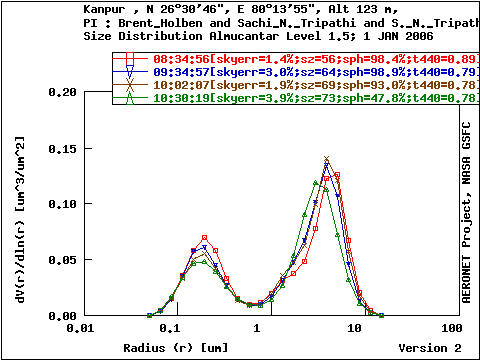 Kanpur , N 26°30'46", E 80°13'55", Alt 123 m,
PI : Brent_Holben and Sachi_N._Tripathi and S._N._Tripath
Size Distribution Almucantar Level 1.5; 1 JAN 2006
08:34:56[skyerr=1.4%;sz=56;sph=98.9%;t440=0.89]
09:34:57[skyerr=3.0%;sz=64;sph=98.4%;t440=0.79]
10:02:07[skyerr=1.9%;sz=69;sph=93.0%;t440=0.78]
10:30:19[skyerr=3.9%;sz=73;sph=47.8%;t440=0.78]
0.20
0.15
0.10
0.05
0.00
dV(r)/dln(r) [um^3/um^2]
0.01
0.1
1
10
100
Radius (r) [um]
Version 2
AERONET Project, NASA GSFC